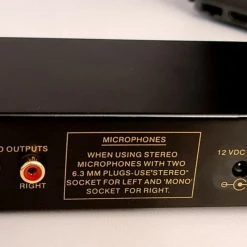 MICROPHONES
O OUTPUTS
WHEN USING STEREO
12 VDC
MICROPHONES WITH TWO
6.3 MM PLUGS-USE"STEREO"
SOCKET FOR LEFT AND 'MONO'
RIGHT
SOCKET FOR RIGHT.